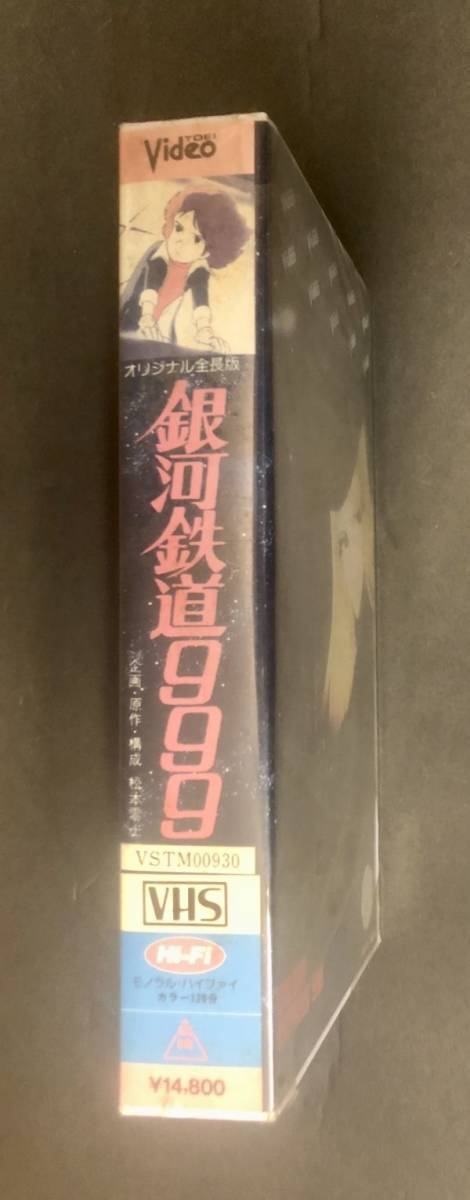 TOEI
Video
オリジナル全長版
銀河鉄道999
企画・原作・構成 松本零士
VSTM00930
VHS
Hi-Fi
モノラル・ハイファイ
カラー129分
¥14,800